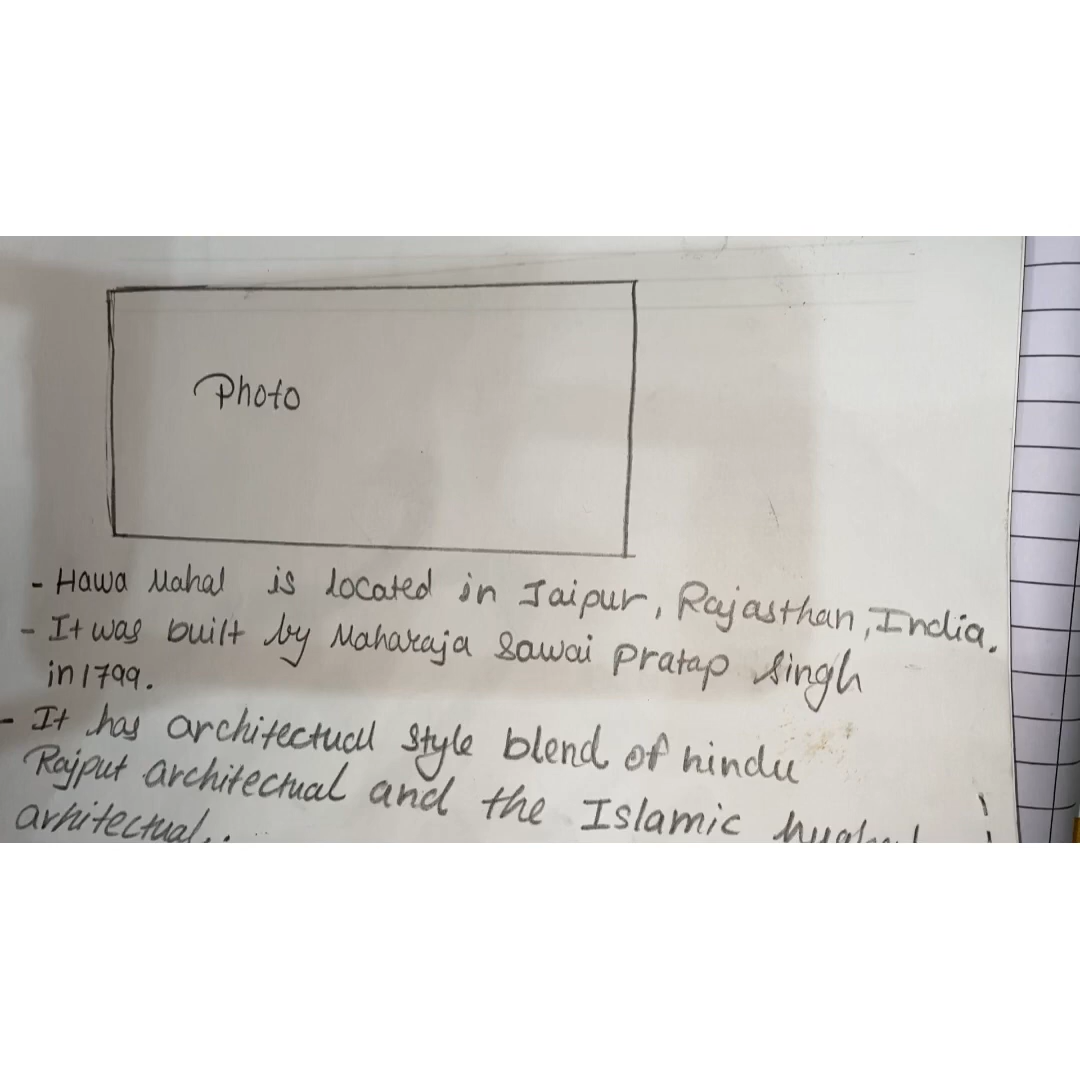 Photo
- Hawa Mahal is located in Jaipur, Rajasthan, India.
- It was built by Maharaja Sawai Pratap Singh
in 1799.
- It has architectual style blend of hindu
Rajput architectual and the Islamic
arhitectual.